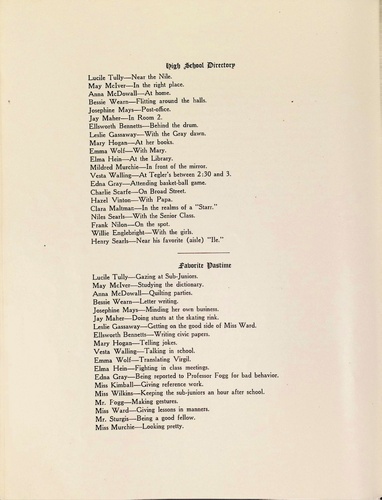 High School Directory
Lucile Tully—Near the Nile.
May McIver—In the right place.
Anna McDowall—At home.
Bessie Wearn—Flitting around the halls.
Josephine Mays—Post-office.
Jay Maher—In Room 2.
Ellsworth Bennetts—Behind the drum.
Leslie Gassaway—With the Gray dawn.
Mary Hogan—At her books.
Emma Wolf—With Mary.
Elma Hein—At the Library.
Mildred Murchie—In front of the mirror.
Vesta Walling—At Tegler's between 2:30 and 3.
Edna Gray—Attending basket-ball game.
Charlie Scarfe—On Broad Street.
Hazel Vinton—With Papa.
Clara Maltman—In the realms of a "Starr."
Niles Searls—With the Senior Class.
Frank Nilon—On the spot.
Willie Englebright—With the girls.
Henry Searls—Near his favorite (aisle) "Ile."
Favorite Pastime
Lucile Tully—Gazing at Sub-Juniors.
May McIver—Studying the dictionary.
Anna McDowall—Quilting parties.
Bessie Wearn—Letter writing.
Josephine Mays—Minding her own business.
Jay Maher—Doing stunts at the skating rink.
Leslie Gassaway—Getting on the good side of Miss Ward.
Ellsworth Bennetts—Writing civic papers.
Mary Hogan—Telling jokes.
Vesta Walling—Talking in school.
Emma Wolf—Translating Virgil.
Elma Hein—Fighting in class meetings.
Edna Gray—Being reported to Professor Fogg for bad behavior.
Miss Kimball—Giving reference work.
Miss Wilkins—Keeping the sub-juniors an hour after school.
Mr. Fogg—Making gestures.
Miss Ward—Giving lessons in manners.
Mr. Sturgis—Being a good fellow.
Miss Murchie—Looking pretty.